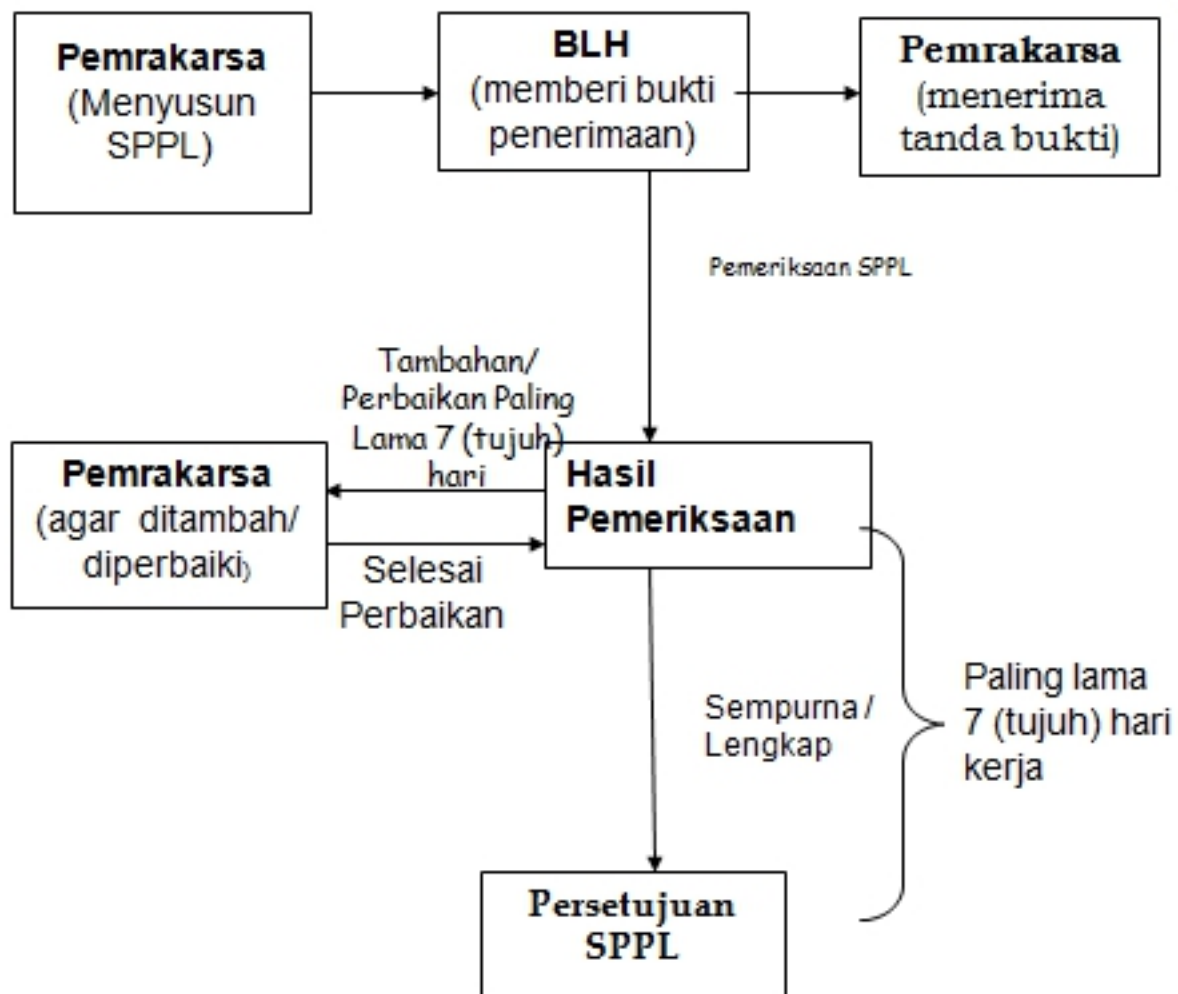 Pemrakarsa
(Menyusun
SPPL)
BLH
(memberi bukti
penerimaan)
Pemrakarsa
(menerima
tanda bukti)
Pemeriksaan SPPL
Tambahan/
Perbaikan Paling
Lama 7 (tujuh)
hari
Pemrakarsa
(agar ditambah/
diperbaiki)
Selesai
Perbaikan
Hasil
Pemeriksaan
Sempurna /
Lengkap
Paling lama
7 (tujuh) hari
kerja
Persetujuan
SPPL